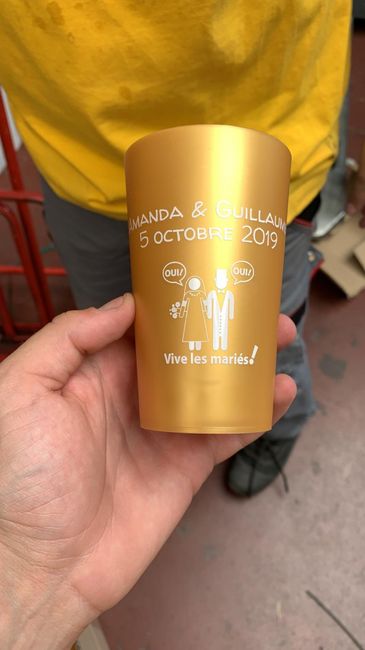 Amanda & Guillaum
5 octobre 2019
OUI!
OUI!
Vive les mariés!